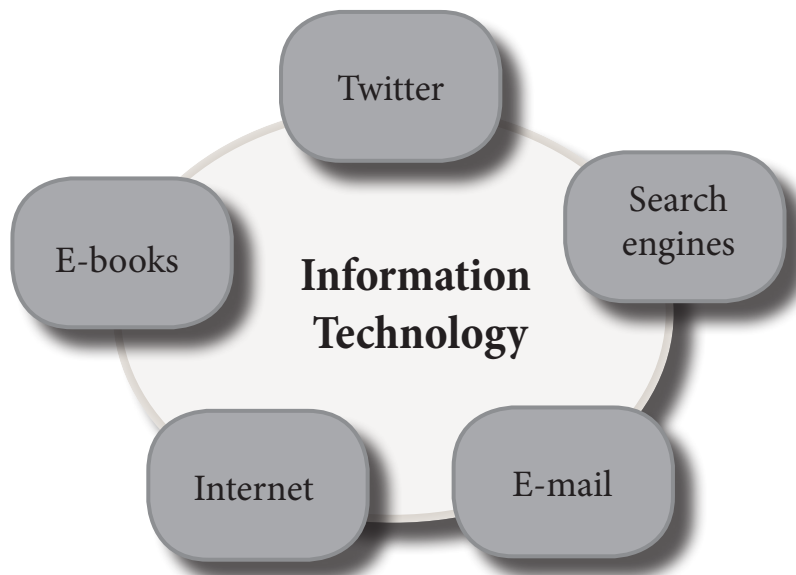 Twitter
Search
engines
E-books
Information
Technology
Internet
E-mail